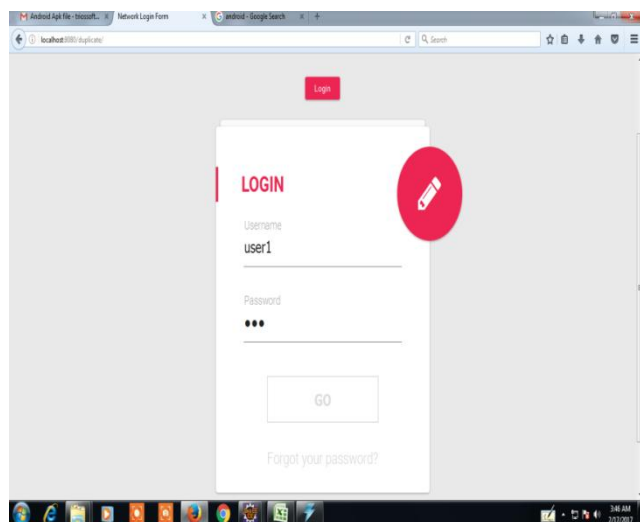 Android Apk file - triossoft... Network Login Form android - Google Search
localhost:8080/duplicate/ Search
Login
LOGIN
Username
user1
Password
GO
Forgot your password?
3:46 AM